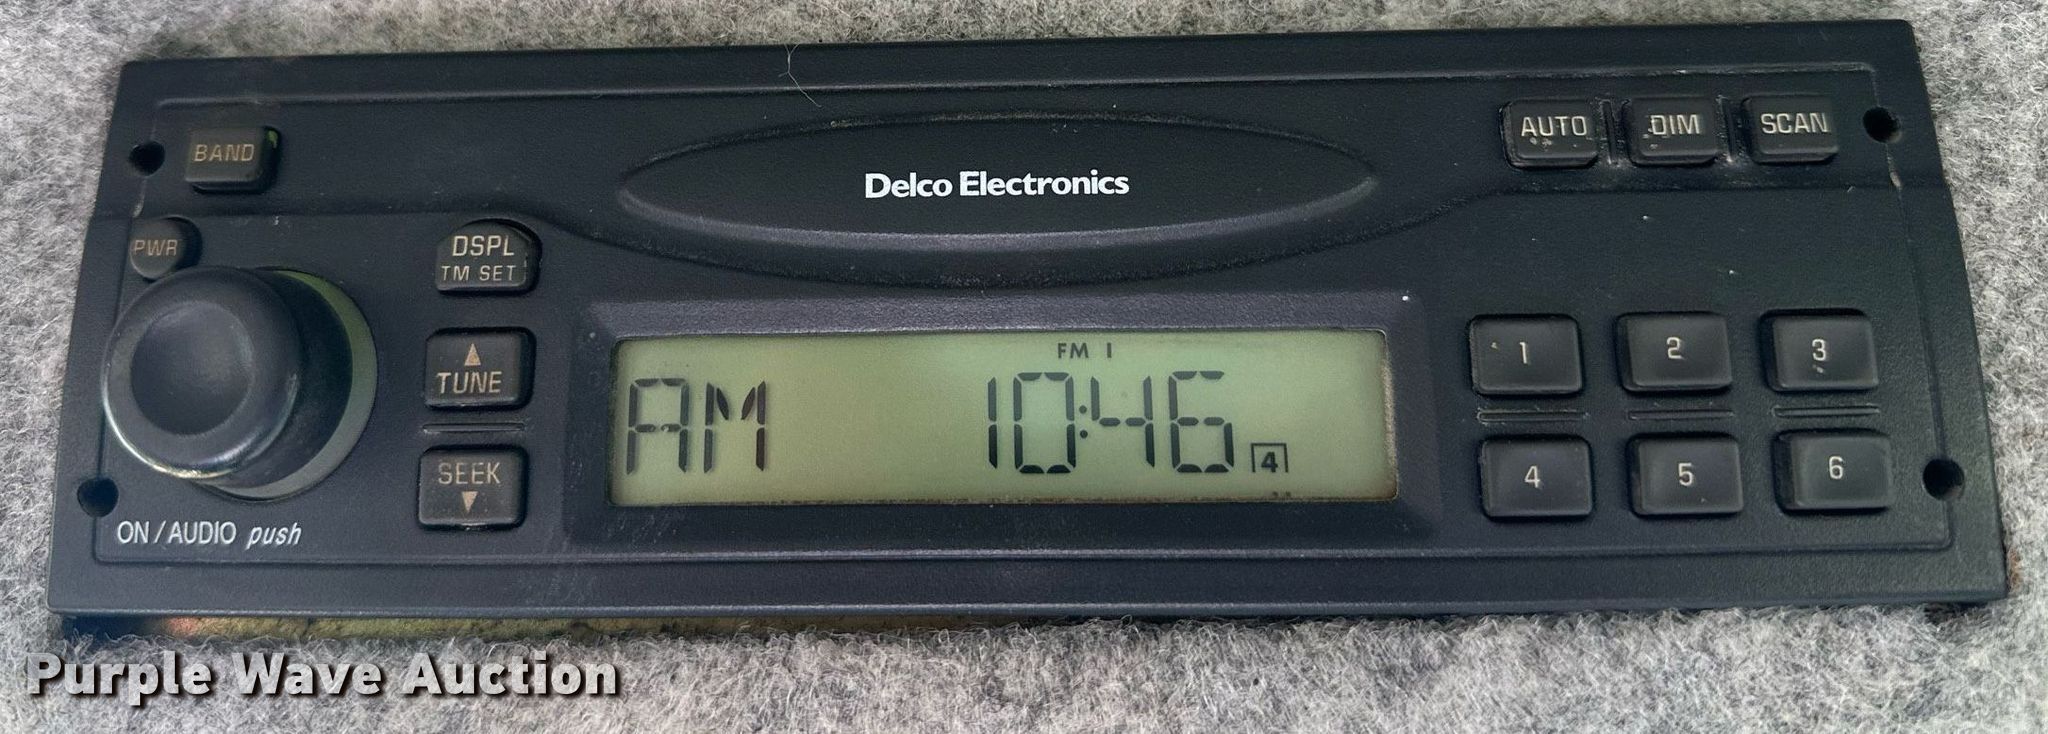 BAND
Delco Electronics
AUTO
DIM
SCAN
PWR
DSPL
TM SET
TUNE
SEEK
FM 1
AM 10:46 4
1
2
3
4
5
6
ON / AUDIO push
Purple Wave Auction